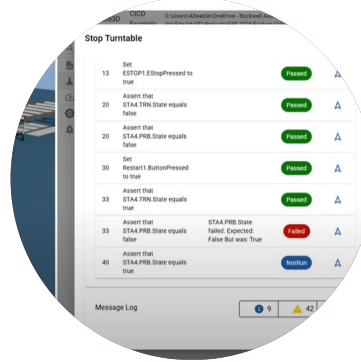 CICD
C:\Users\ADeeble\OneDrive - Rockwell Auto
Stop Turntable
Set
13 ESTOP1.EStopPressed to Passed
true
Assert that
20 STA4.TRN.State equals Passed
false
Assert that
20 STA4.PRB.State equals Passed
false
Set
30 Restart1.ButtonPressed Passed
to true
Assert that
33 STA4.TRN.State equals Passed
true
Assert that STA4.PRB.State
33 STA4.PRB.State equals failed. Expected: Failed
false False But was: True
Assert that
40 STA4.PRB.State equals NotRun
true
Message Log 9 42